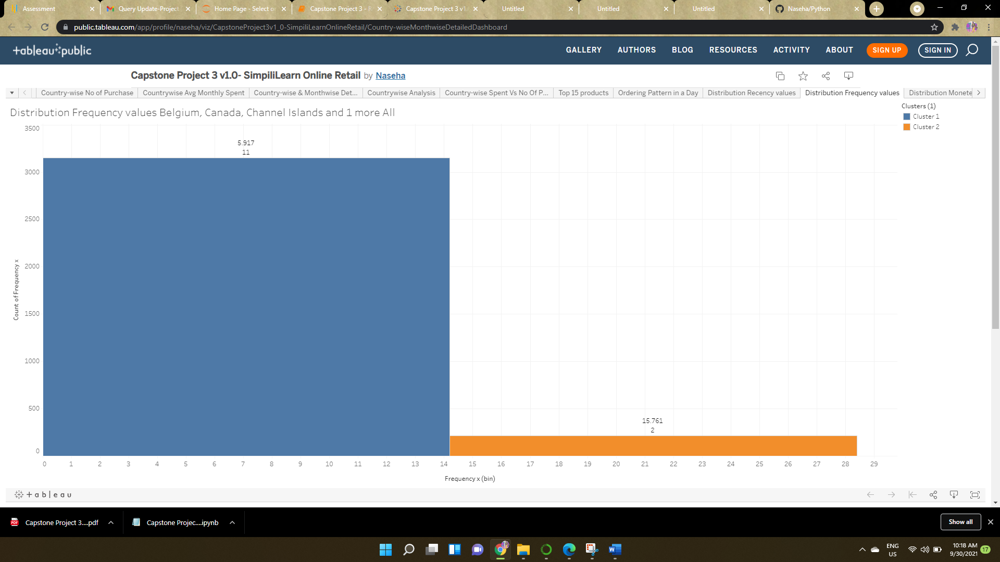 Assessment
Query Update-Project
Home Page - Select or
Capstone Project 3 - R
Capstone Project 3 v1.
Untitled
Untitled
Untitled
Naseha/Python
public.tableau.com/app/profile/naseha/viz/CapstoneProject3v1_0-SimpiliLearnOnlineRetail/Country-wiseMonthwiseDetailedDashboard
+ableau public
GALLERY AUTHORS BLOG RESOURCES ACTIVITY ABOUT SIGN UP SIGN IN
Capstone Project 3 v1.0- SimpiliLearn Online Retail by Naseha
Country-wise No of Purchase
Countrywise Avg Monthly Spent
Country-wise & Monthwise Det...
Countrywise Analysis
Country-wise Spent Vs No Of P...
Top 15 products
Ordering Pattern in a Day
Distribution Recency values
Distribution Frequency values
Distribution Monete
Distribution Frequency values Belgium, Canada, Channel Islands and 1 more All
Clusters (1)
Cluster 1
Cluster 2
3500
3000
2500
2000
1500
1000
500
0
Count of Frequency x
5.917
11
15.761
2
0 1 2 3 4 5 6 7 8 9 10 11 12 13 14 15 16 17 18 19 20 21 22 23 24 25 26 27 28 29
Frequency x (bin)
+ableau
Capstone Project 3....pdf
Capstone Projec....ipynb
Show all
ENG
US
10:18 AM
9/30/2021
17